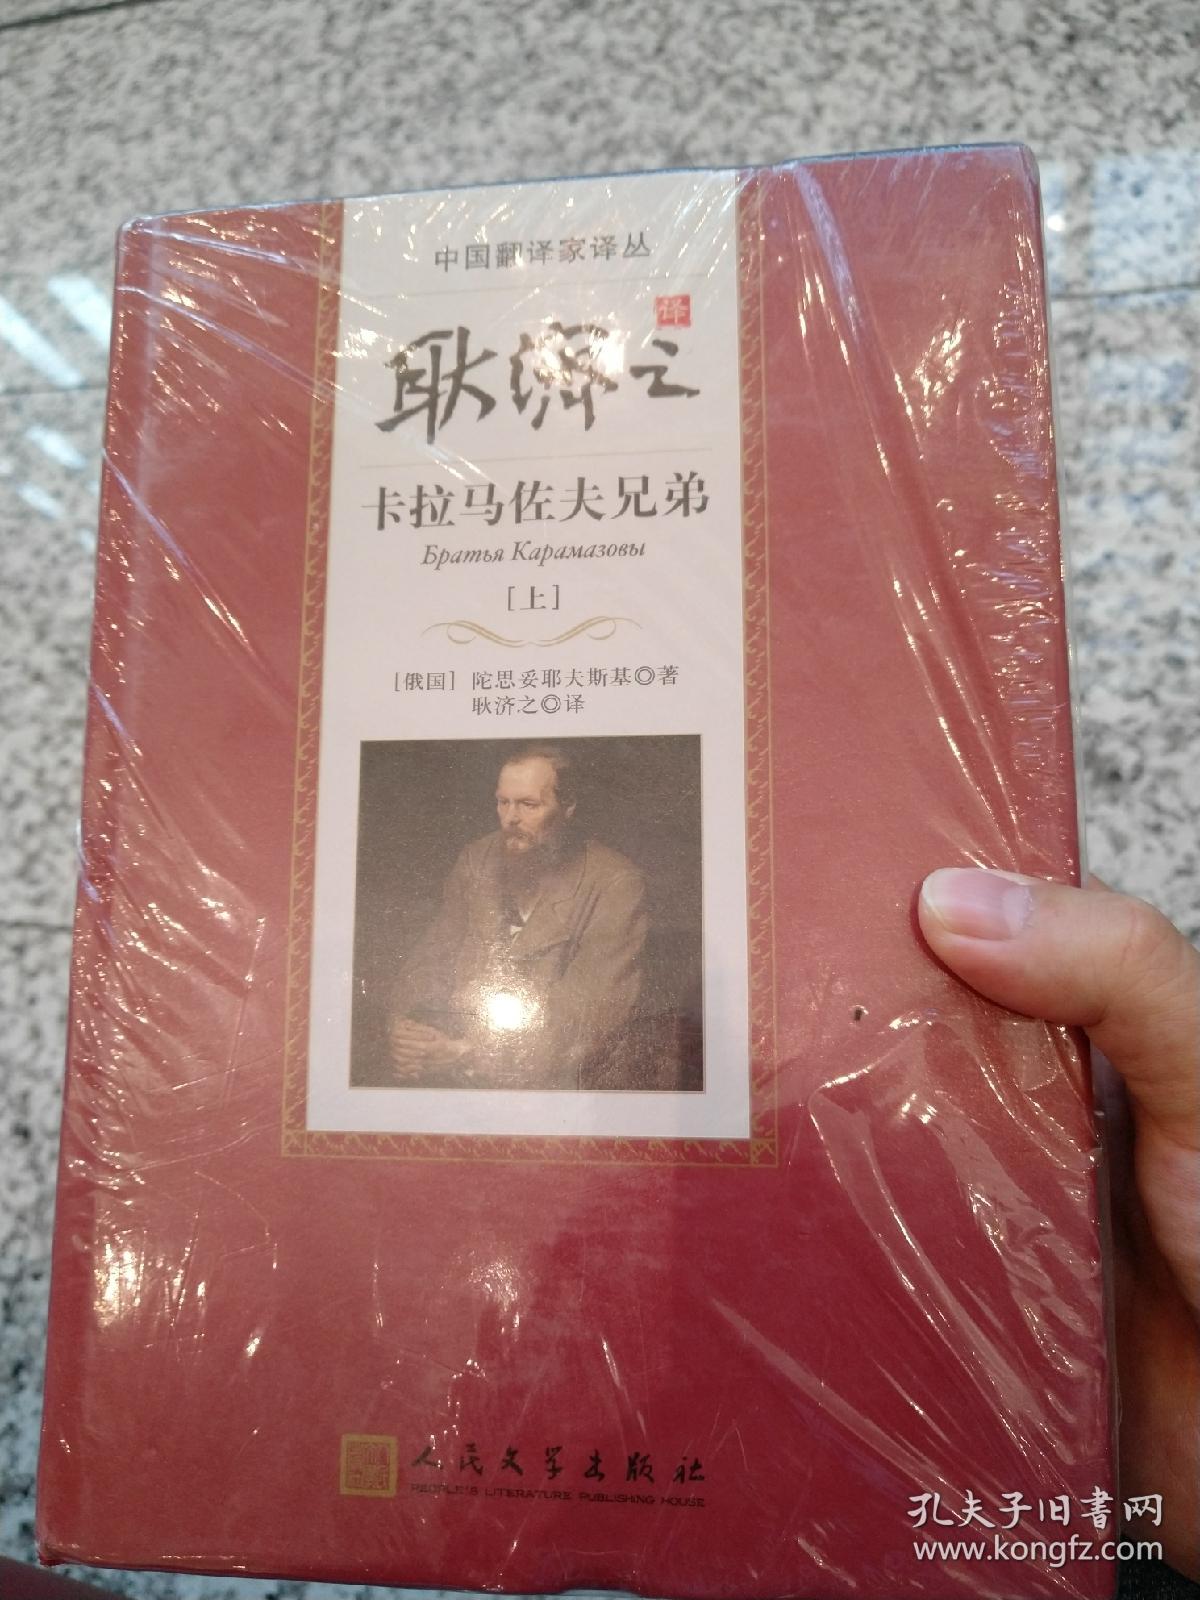 中国翻译家译丛
耿济之
译
卡拉马佐夫兄弟
Братья Карамазовы
[上]
[俄国] 陀思妥耶夫斯基◎著
耿济之◎译
人民文学出版社
PEOPLE'S LITERATURE PUBLISHING HOUSE
孔夫子旧书网
www.kongfz.com